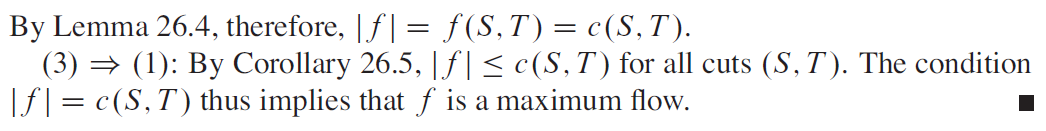 By Lemma 26.4, therefore, |f| = f(S, T) = c(S, T).
(3) ⇒ (1): By Corollary 26.5, |f| ≤ c(S, T) for all cuts (S, T). The condition
|f| = c(S, T) thus implies that f is a maximum flow. ■